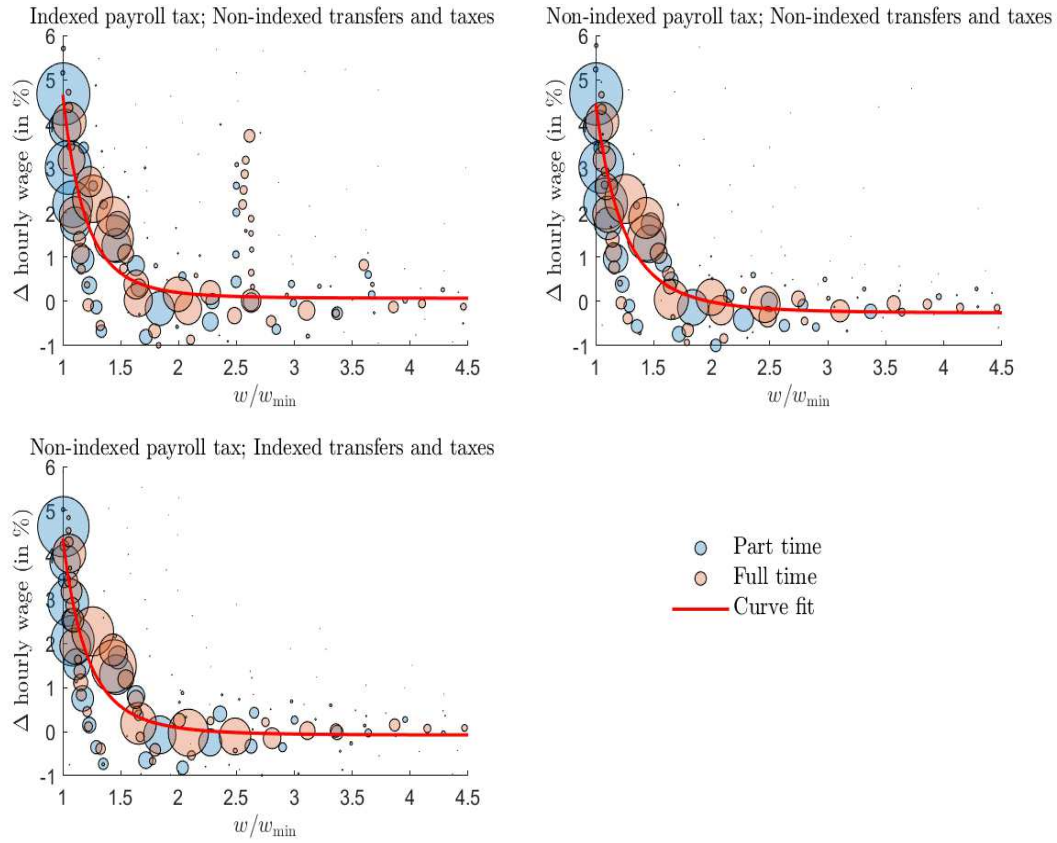 Indexed payroll tax; Non-indexed transfers and taxes
6
5
4
3
2
1
0
-1
Δ hourly wage (in %)
1 1.5 2 2.5 3 3.5 4 4.5
w/w_min
Non-indexed payroll tax; Non-indexed transfers and taxes
6
5
4
3
2
1
0
-1
Δ hourly wage (in %)
1 1.5 2 2.5 3 3.5 4 4.5
w/w_min
Non-indexed payroll tax; Indexed transfers and taxes
6
5
4
3
2
1
0
-1
Δ hourly wage (in %)
1 1.5 2 2.5 3 3.5 4 4.5
w/w_min
Part time
Full time
Curve fit